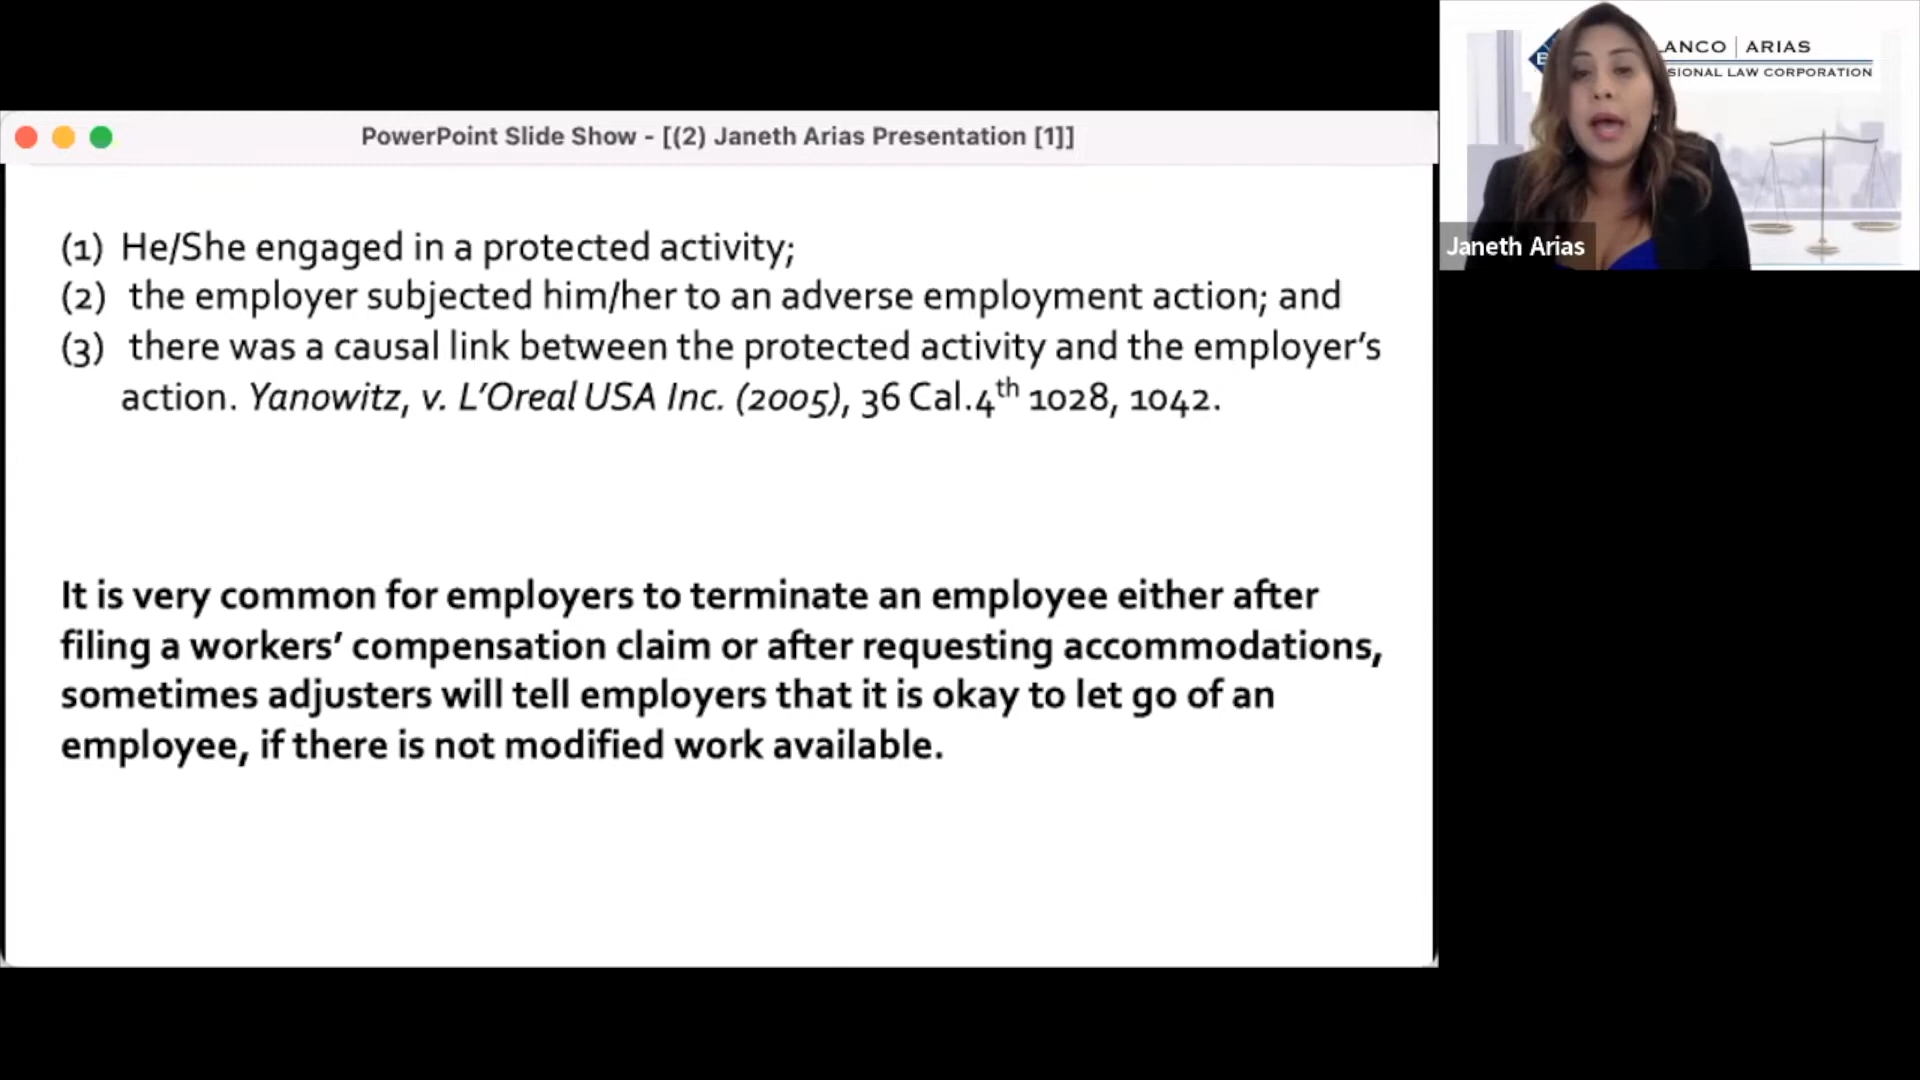 PowerPoint Slide Show - [(2) Janeth Arias Presentation [1]]
(1) He/She engaged in a protected activity;
(2) the employer subjected him/her to an adverse employment action; and
(3) there was a causal link between the protected activity and the employer’s
action. Yanowitz, v. L’Oreal USA Inc. (2005), 36 Cal.4th 1028, 1042.
It is very common for employers to terminate an employee either after
filing a workers’ compensation claim or after requesting accommodations,
sometimes adjusters will tell employers that it is okay to let go of an
employee, if there is not modified work available.
LANCO | ARIAS
SIONAL LAW CORPORATION
Janeth Arias